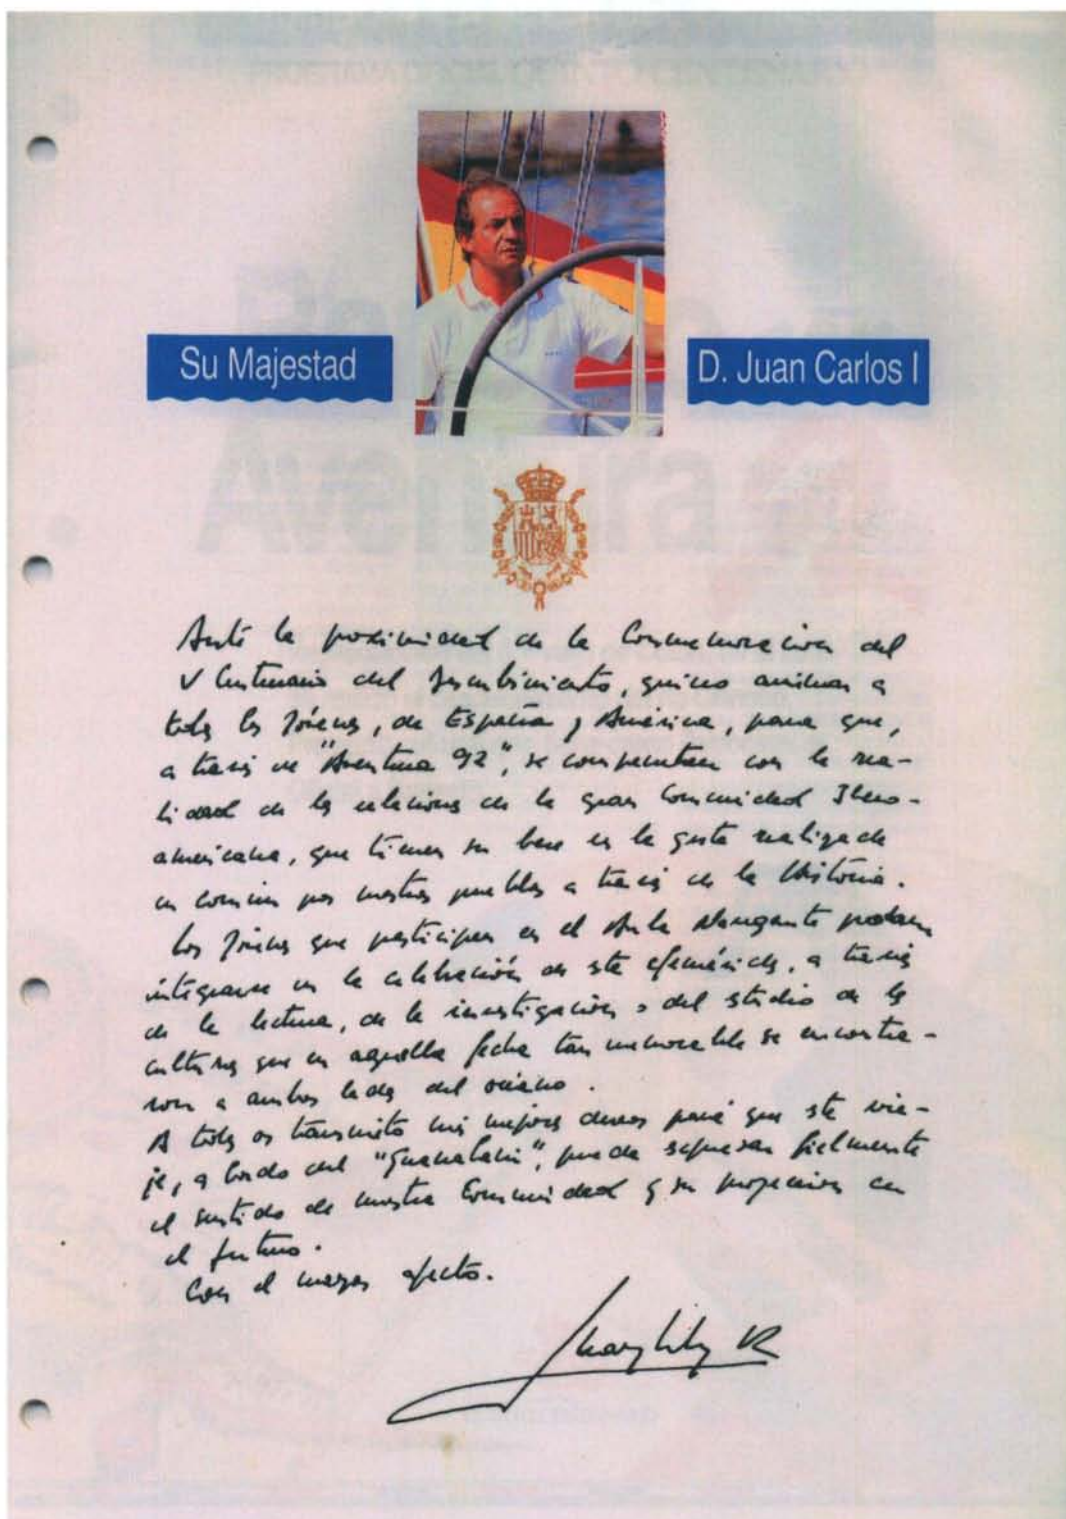 Su Majestad
D. Juan Carlos I
Ante la proximidad de la Conmemoración del
V Centenario del Descubrimiento, quiero animar a
todos los Jóvenes, de España y América, para que,
a través de "Aventura 92", se compenetren con la rea-
lidad de las relaciones de la gran Comunidad Ibero-
americana, que tienen su base en la gesta realizada
en común por nuestros pueblos a través de la Historia.
Los Jóvenes que participen en el Aula Navegante podrán
integrarse en la celebración de esta efemérides, a través
de la lectura, de la investigación o del estudio de las
culturas que en aquella fecha tan memorable se encontra-
ron a ambos lados del océano.
A todos os transmito mis mejores deseos para que este via-
je, a bordo del "Guanahani", pueda expresar fielmente
el sentido de nuestra Comunidad y su proyección en
el futuro.
Con el mayor afecto.
Juan Carlos R